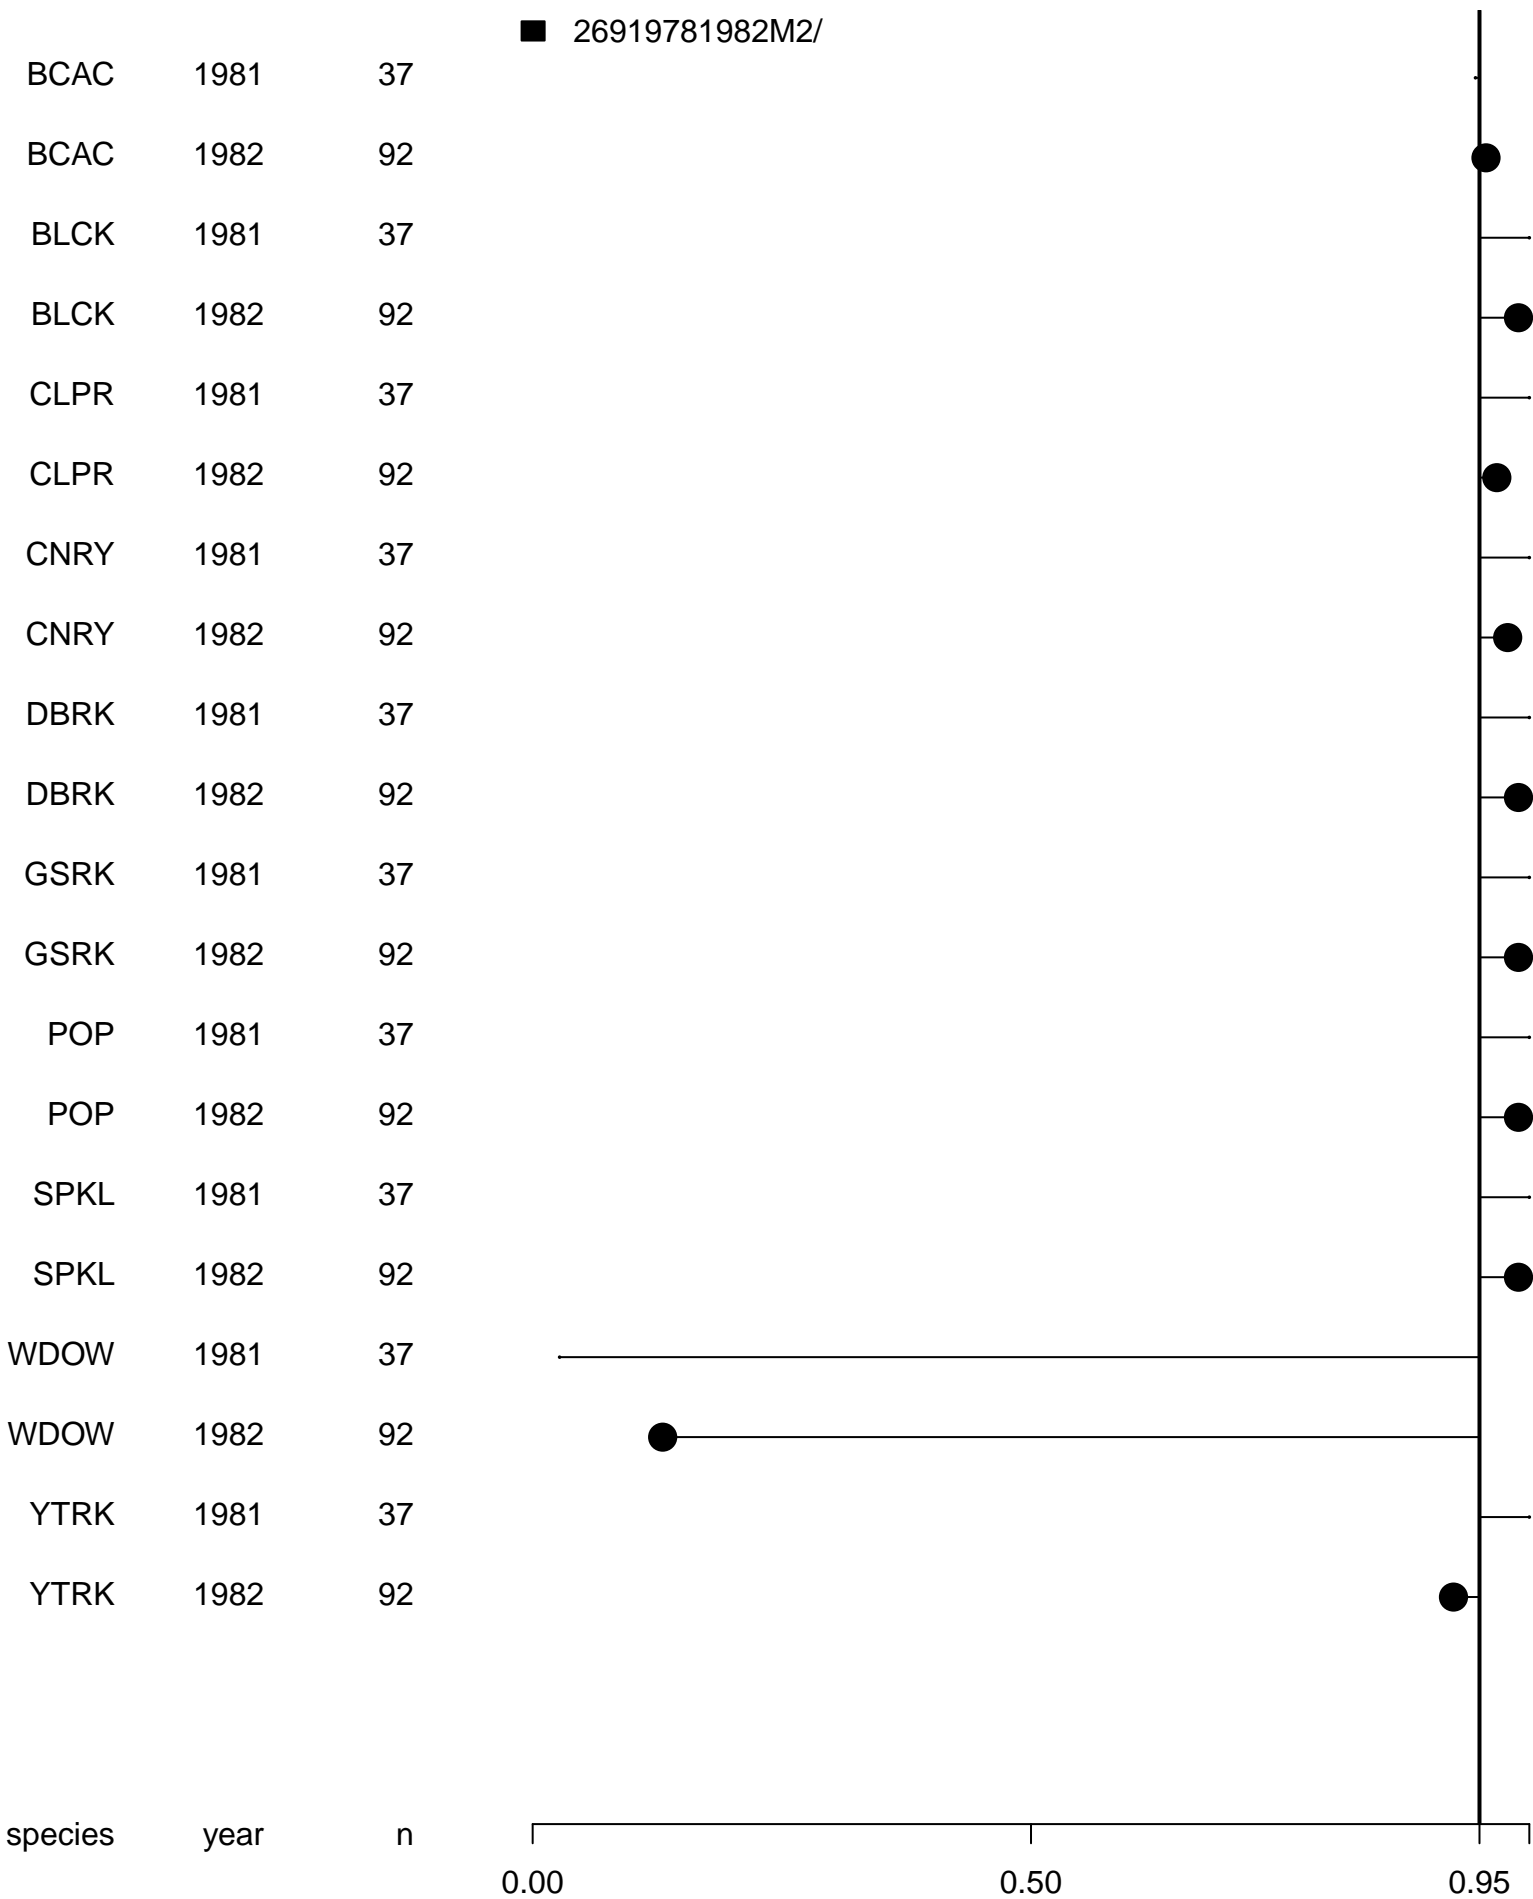 26919781982M2/
BCAC 1981 37
BCAC 1982 92
BLCK 1981 37
BLCK 1982 92
CLPR 1981 37
CLPR 1982 92
CNRY 1981 37
CNRY 1982 92
DBRK 1981 37
DBRK 1982 92
GSRK 1981 37
GSRK 1982 92
POP 1981 37
POP 1982 92
SPKL 1981 37
SPKL 1982 92
WDOW 1981 37
WDOW 1982 92
YTRK 1981 37
YTRK 1982 92
species year n
0.00 0.50 0.95